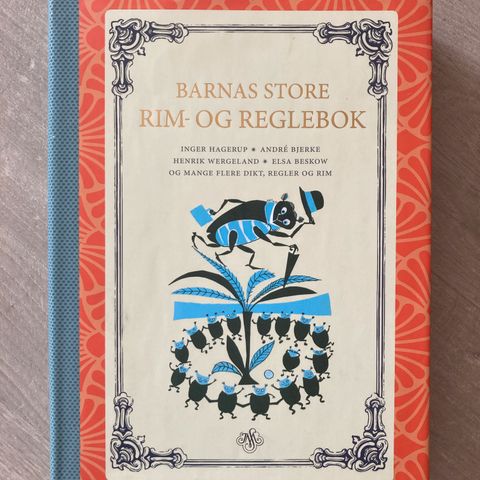 BARNAS STORE
RIM- OG REGLEBOK
INGER HAGERUP * ANDRÉ BJERKE
HENRIK WERGELAND * ELSA BESKOW
OG MANGE FLERE DIKT, REGLER OG RIM